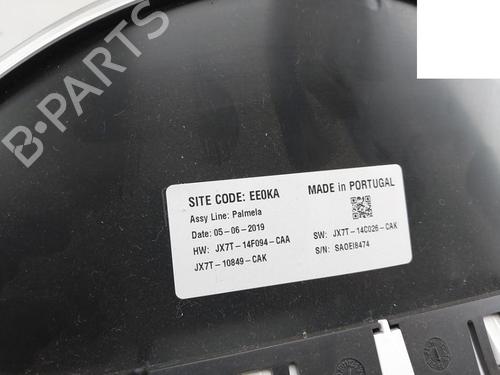 B-PARTS
SITE CODE: EE0KA
MADE in PORTUGAL
Assy Line: Palmela
Date: 05-06-2019
HW: JX7T-14F094-CAA
SW: JX7T-14C026-CAK
JX7T-10849-CAK
S/N: SA0EI8474